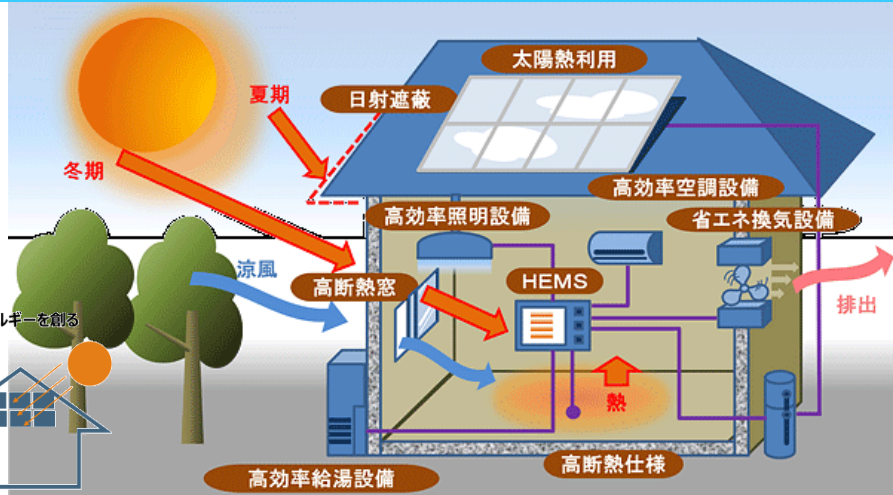 太陽熱利用
夏期
日射遮蔽
冬期
高効率空調設備
高効率照明設備
省エネ換気設備
涼風
高断熱窓
HEMS
排出
ルギーを創る
熱
高断熱仕様
高効率給湯設備